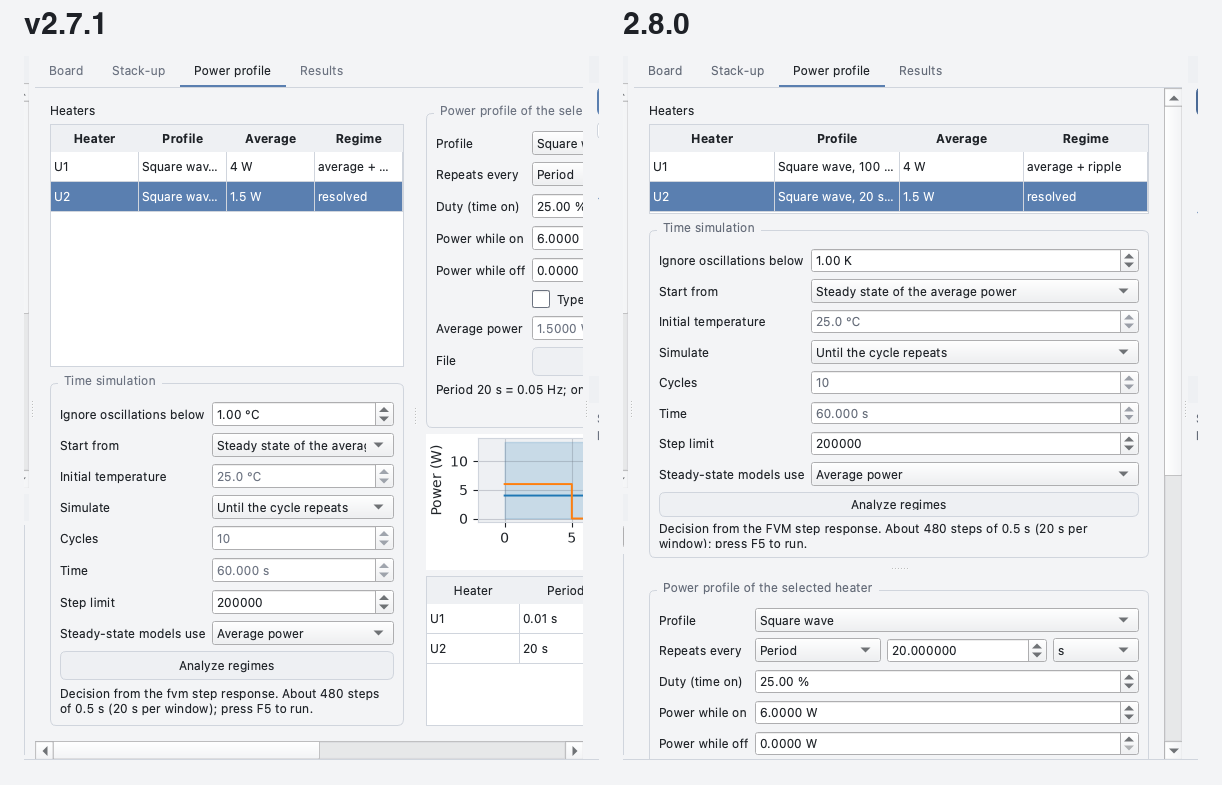 v2.7.1
Board Stack-up Power profile Results
Heaters
Heater Profile Average Regime
U1 Square wav... 4 W average + ...
U2 Square wav... 1.5 W resolved
Time simulation
Ignore oscillations below 1.00 °C
Start from Steady state of the averag
Initial temperature 25.0 °C
Simulate Until the cycle repeats
Cycles 10
Time 60.000 s
Step limit 200000
Steady-state models use Average power
Analyze regimes
Decision from the fvm step response. About 480 steps
of 0.5 s (20 s per window); press F5 to run.
Power profile of the sele
Profile Square
Repeats every Period
Duty (time on) 25.00 %
Power while on 6.0000
Power while off 0.0000
Type
Average power 1.5000
File
Period 20 s = 0.05 Hz; on
Power (W)
10
5
0
0 5
Heater Period
U1 0.01 s
U2 20 s
2.8.0
Board Stack-up Power profile Results
Heaters
Heater Profile Average Regime
U1 Square wave, 100 ... 4 W average + ripple
U2 Square wave, 20 s... 1.5 W resolved
Time simulation
Ignore oscillations below 1.00 K
Start from Steady state of the average power
Initial temperature 25.0 °C
Simulate Until the cycle repeats
Cycles 10
Time 60.000 s
Step limit 200000
Steady-state models use Average power
Analyze regimes
Decision from the FVM step response. About 480 steps of 0.5 s (20 s per
window); press F5 to run.
Power profile of the selected heater
Profile Square wave
Repeats every Period 20.000000 s
Duty (time on) 25.00 %
Power while on 6.0000 W
Power while off 0.0000 W